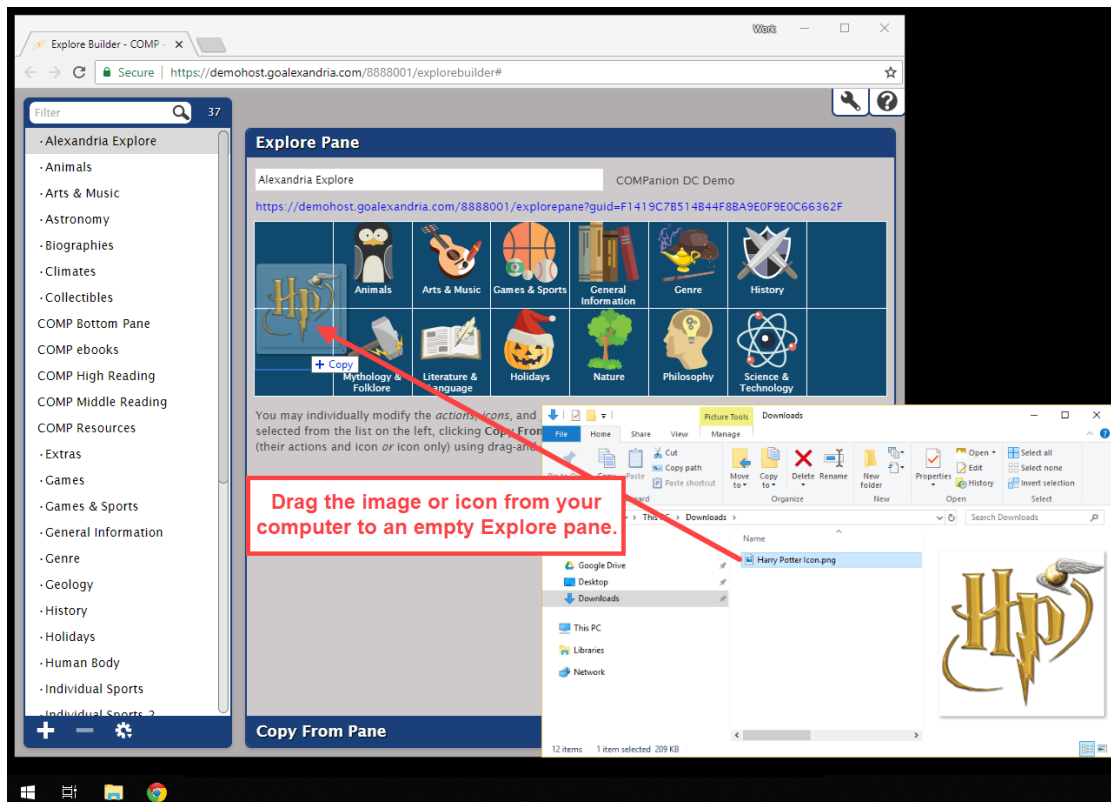 Work
Explore Builder - COMP -
Secure | https://demohost.goalexandria.com/8888001/explorebuilder#
Filter
37
·Alexandria Explore
·Animals
·Arts & Music
·Astronomy
·Biographies
·Climates
·Collectibles
COMP Bottom Pane
COMP ebooks
COMP High Reading
COMP Middle Reading
COMP Resources
·Extras
·Games
·Games & Sports
·General Information
·Genre
·Geology
·History
·Holidays
·Human Body
·Individual Sports
·Individual Sports 2
Explore Pane
Alexandria Explore
COMPanion DC Demo
https://demohost.goalexandria.com/8888001/explorepane?guid=F1419C7B514B44F8BA9E0F9E0C66362F
Animals
Arts & Music
Games & Sports
General
Information
Genre
History
HP
+ Copy
Mythology &
Folklore
Literature &
Language
Holidays
Nature
Philosophy
Science &
Technology
You may individually modify the actions, icons, and
selected from the list on the left, clicking Copy From
(their actions and icon or icon only) using drag-and
Drag the image or icon from your
computer to an empty Explore pane.
Copy From Pane
Picture Tools
Downloads
File
Home
Share
View
Manage
Copy
Paste
Cut
Copy path
Paste shortcut
Move
to
Copy
to
Delete
Rename
New
folder
Properties
Open
Edit
History
Select all
Select none
Invert selection
Organize
New
Open
Select
This PC
Downloads
Search Downloads
Name
Google Drive
Desktop
Downloads
This PC
Libraries
Network
Harry Potter Icon.png
HP
12 items
1 item selected 209 KB